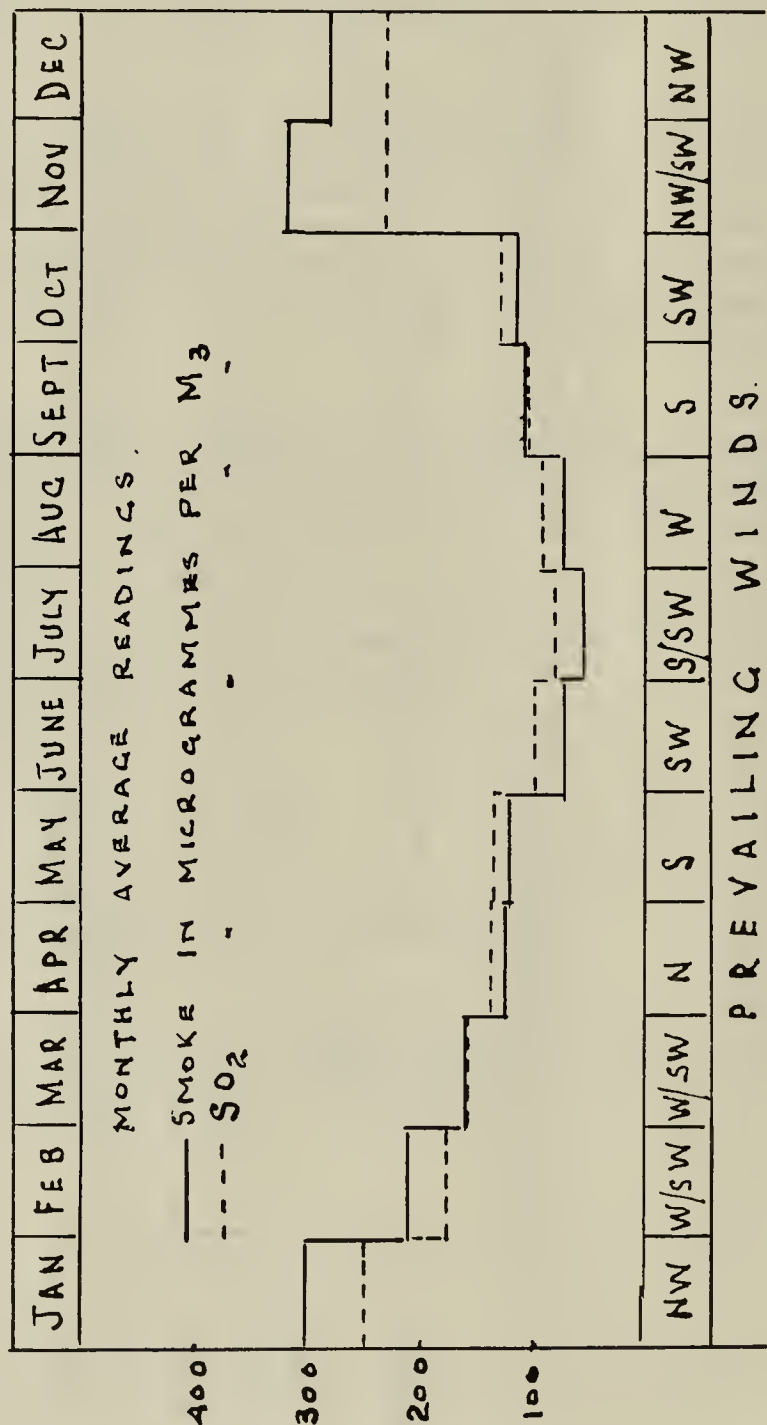 JAN FEB MAR APR MAY JUNE JULY AUG SEPT OCT NOV DEC
MONTHLY AVERAGE READINGS.
SMOKE IN MICROGRAMMES PER M3
SO2 " " " "
400
300
200
100
NW W/SW W/SW N S SW S/SW W S SW NW/SW NW
PREVAILING WINDS.